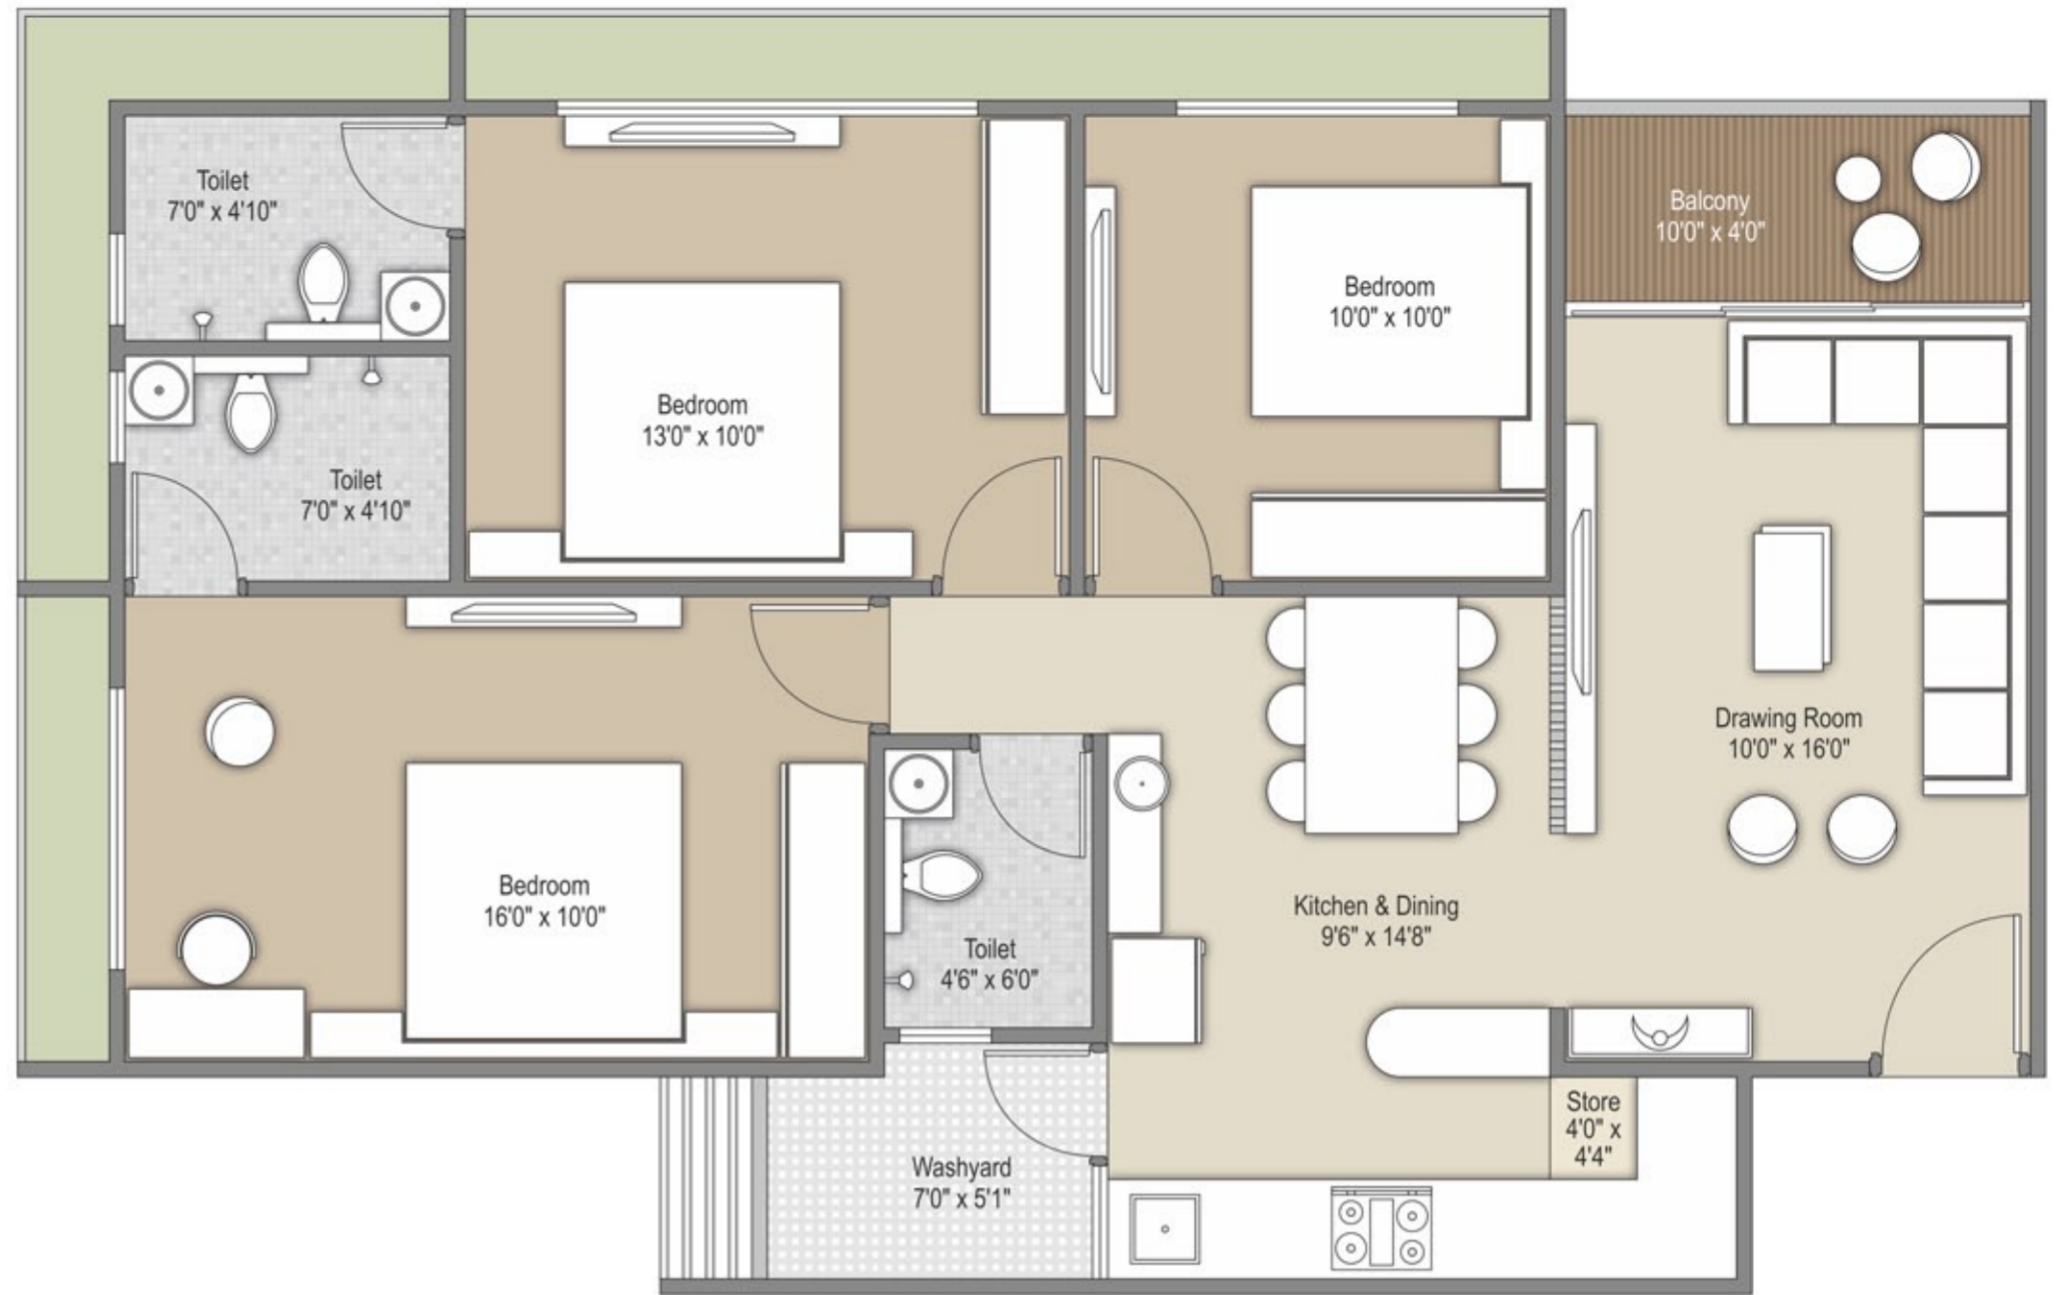 Toilet
7'0" x 4'10"
Balcony
10'0" x 4'0"
Bedroom
10'0" x 10'0"
Bedroom
13'0" x 10'0"
Toilet
7'0" x 4'10"
Drawing Room
10'0" x 16'0"
Bedroom
16'0" x 10'0"
Kitchen & Dining
9'6" x 14'8"
Toilet
4'6" x 6'0"
Store
4'0" x
4'4"
Washyard
7'0" x 5'1"